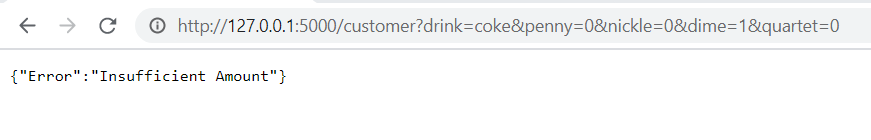 http://127.0.0.1:5000/customer?drink=coke&penny=0&nickle=0&dime=1&quartet=0
{"Error":"Insufficient Amount"}